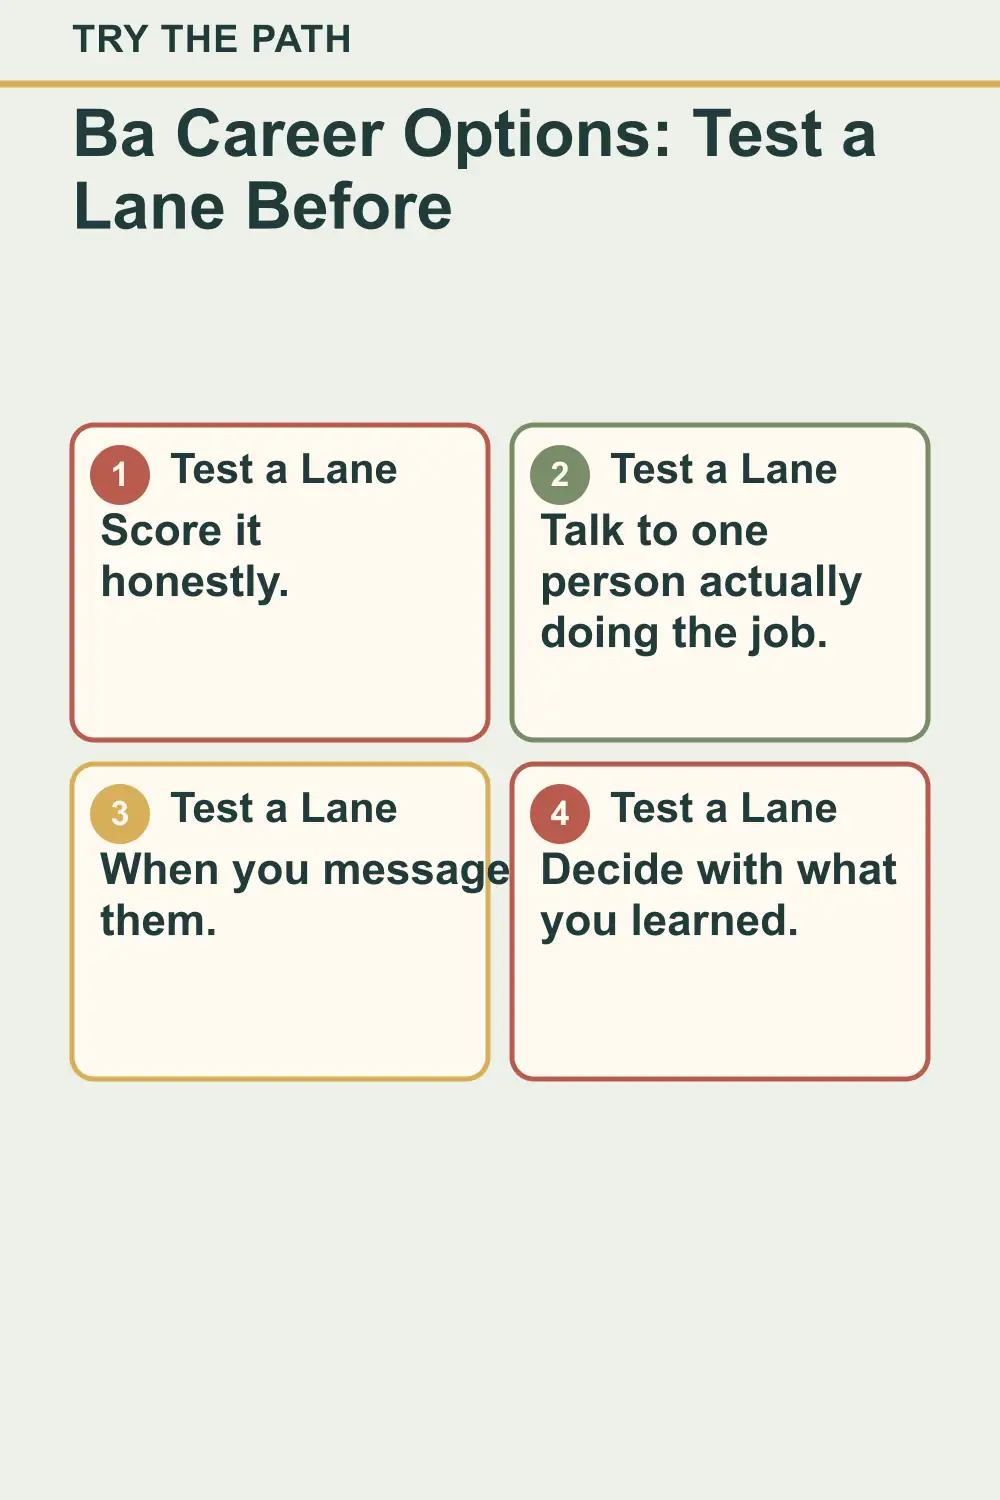 TRY THE PATH
Ba Career Options: Test a
Lane Before
1 Test a Lane
Score it
honestly.
2 Test a Lane
Talk to one
person actually
doing the job.
3 Test a Lane
When you message
them.
4 Test a Lane
Decide with what
you learned.